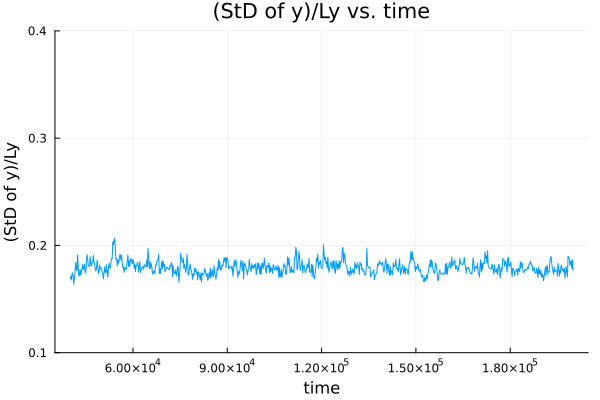 (StD of y)/Ly vs. time
(StD of y)/Ly
0.4
0.3
0.2
0.1
6.00×10⁴ 9.00×10⁴ 1.20×10⁵ 1.50×10⁵ 1.80×10⁵
time